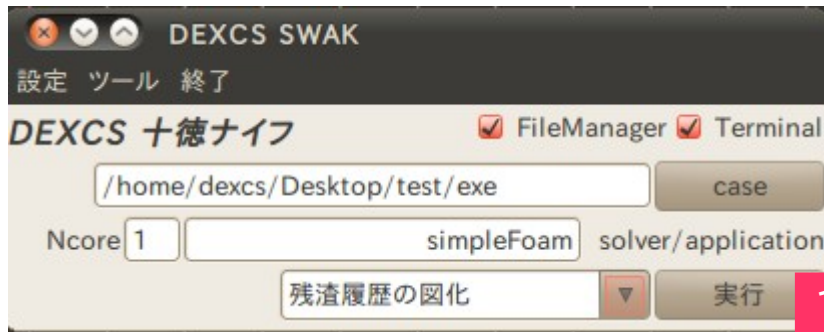 DEXCS SWAK
設定 ツール 終了
DEXCS 十徳ナイフ FileManager Terminal
/home/dexcs/Desktop/test/exe case
Ncore 1 simpleFoam solver/application
残渣履歴の図化 実行